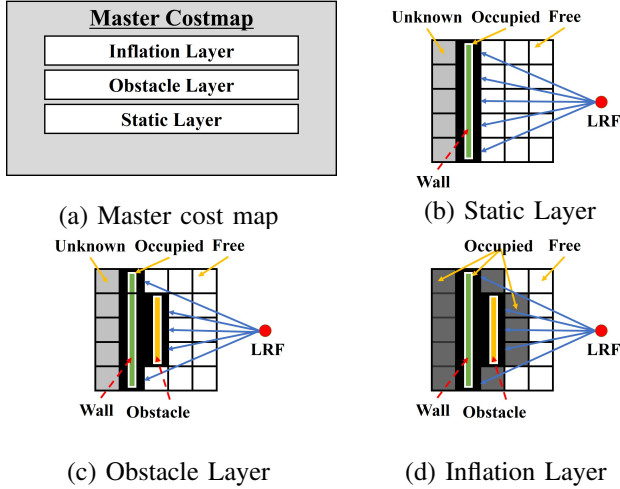 Master Costmap
Inflation Layer
Obstacle Layer
Static Layer
(a) Master cost map
Unknown Occupied Free
LRF
Wall
(b) Static Layer
Unknown Occupied Free
LRF
Wall
Obstacle
(c) Obstacle Layer
Occupied Free
LRF
Wall
Obstacle
(d) Inflation Layer